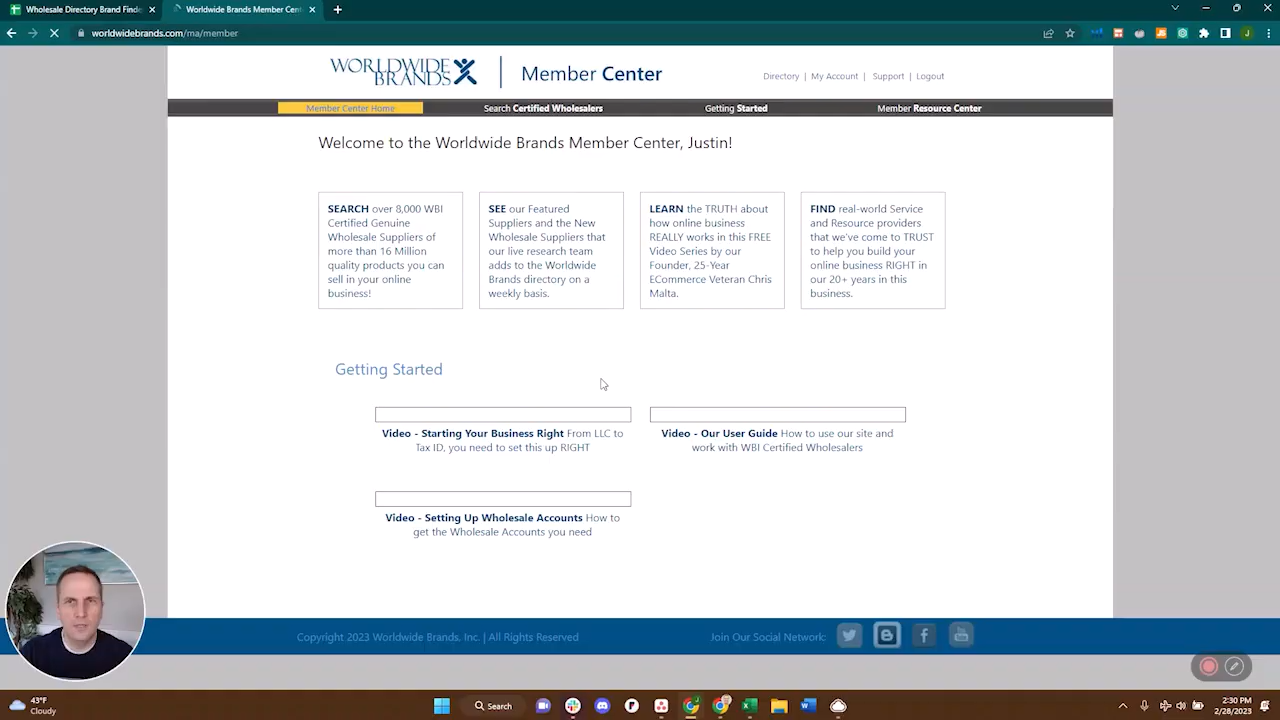 Wholesale Directory Brand Finde
Worldwide Brands Member Cen
worldwidebrands.com/ma/member
WORLDWIDE
BRANDS
Member Center
Directory | My Account | Support | Logout
Member Center Home
Search Certified Wholesalers
Getting Started
Member Resource Center
Welcome to the Worldwide Brands Member Center, Justin!
SEARCH over 8,000 WBI
Certified Genuine
Wholesale Suppliers of
more than 16 Million
quality products you can
sell in your online
business!
SEE our Featured
Suppliers and the New
Wholesale Suppliers that
our live research team
adds to the Worldwide
Brands directory on a
weekly basis.
LEARN the TRUTH about
how online business
REALLY works in this FREE
Video Series by our
Founder, 25-Year
ECommerce Veteran Chris
Malta.
FIND real-world Service
and Resource providers
that we've come to TRUST
to help you build your
online business RIGHT in
our 20+ years in this
business.
Getting Started
Video - Starting Your Business Right From LLC to
Tax ID, you need to set this up RIGHT
Video - Our User Guide How to use our site and
work with WBI Certified Wholesalers
Video - Setting Up Wholesale Accounts How to
get the Wholesale Accounts you need
Copyright 2023 Worldwide Brands, Inc. | All Rights Reserved
Join Our Social Network:
43°F
Cloudy
Search
2:30 PM
2/28/2023